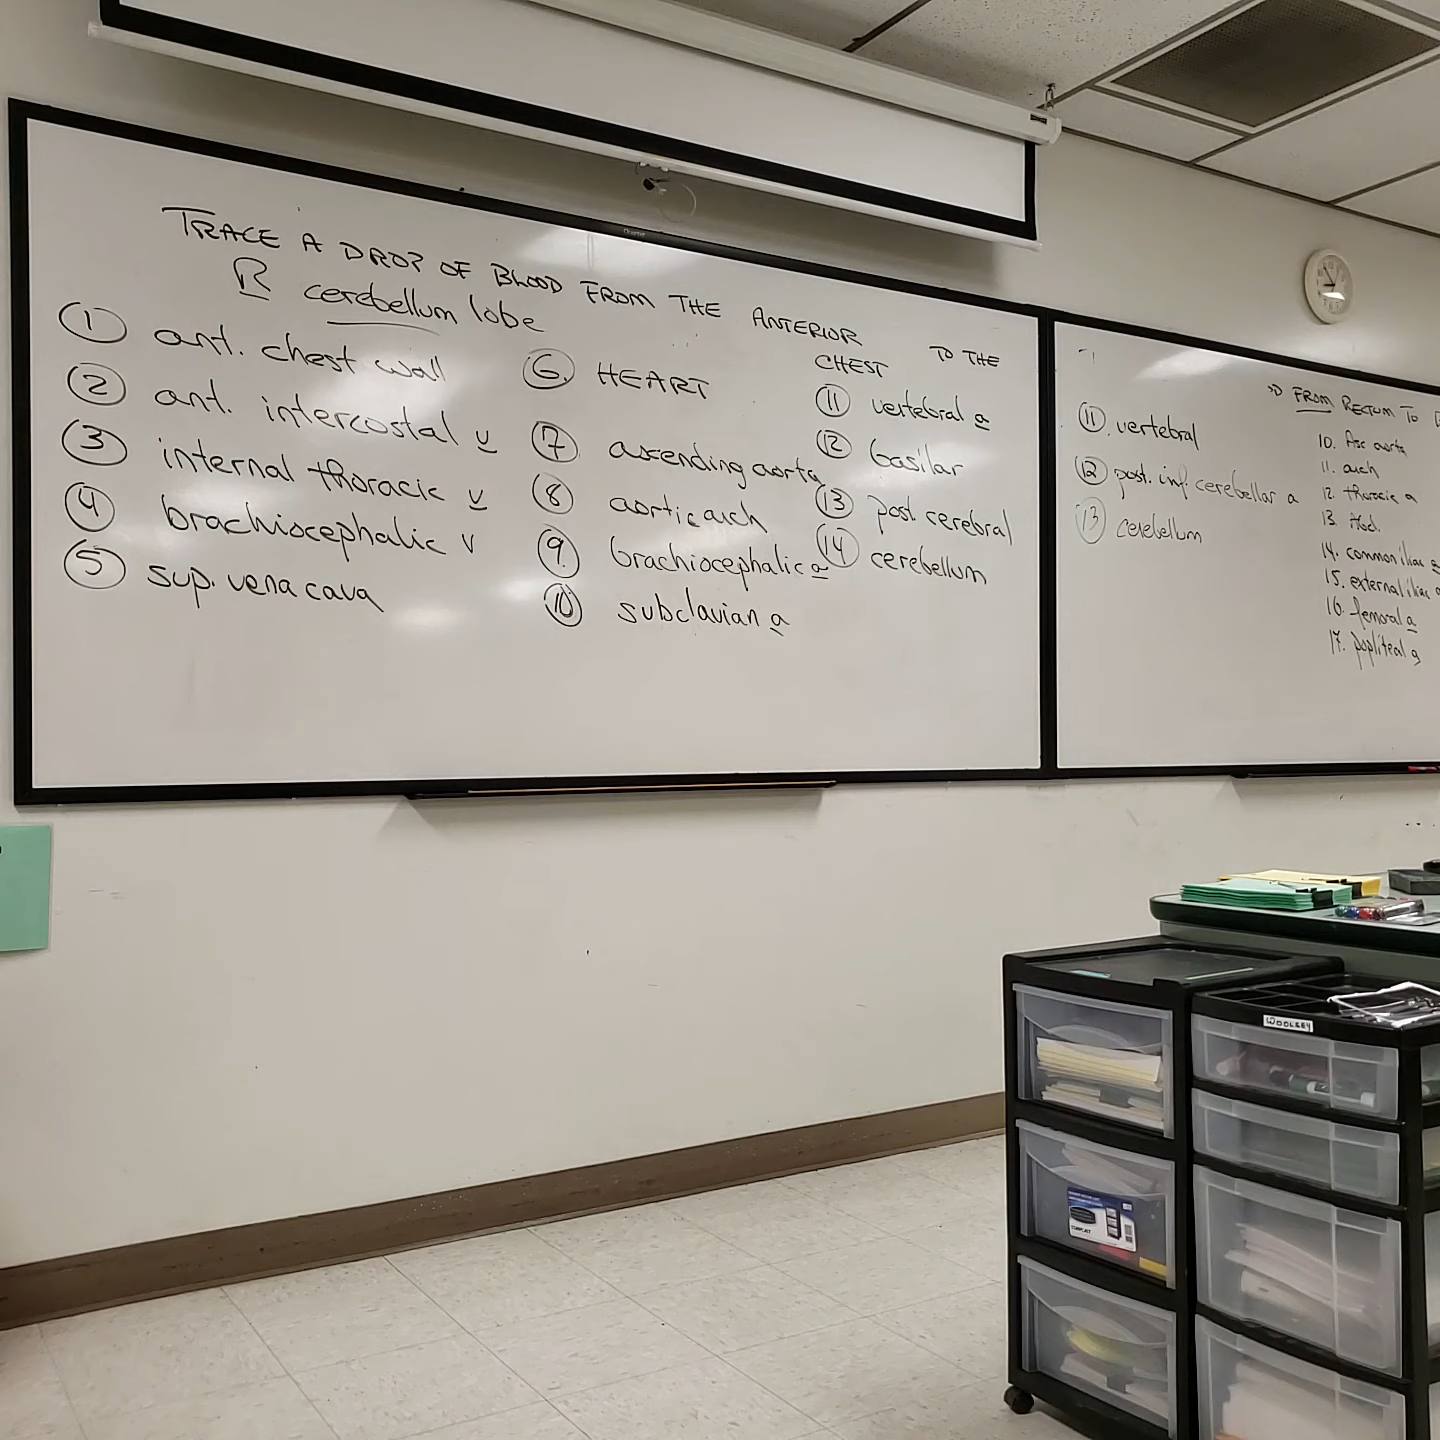 TRACE A DROP OF BLOOD FROM THE ANTERIOR CHEST TO THE
R cerebellum lobe
① ant. chest wall
② ant. intercostal v
③ internal thoracic v
④ brachiocephalic v
⑤ sup. vena cava
⑥ HEART
⑦ ascending aorta
⑧ aortic arch
⑨ brachiocephalic a
⑩ subclavian a
⑪ vertebral a
⑫ basilar
⑬ post. cerebral
⑭ cerebellum
⑪ vertebral
⑫ post. inf. cerebellar a
⑬ cerebellum
FROM RECTUM TO
10. Asc aorta
11. arch
12. thoracic a
13. Abd.
14. common iliac a
15. external iliac a
16. femoral a
17. popliteal a
WOOLSEY